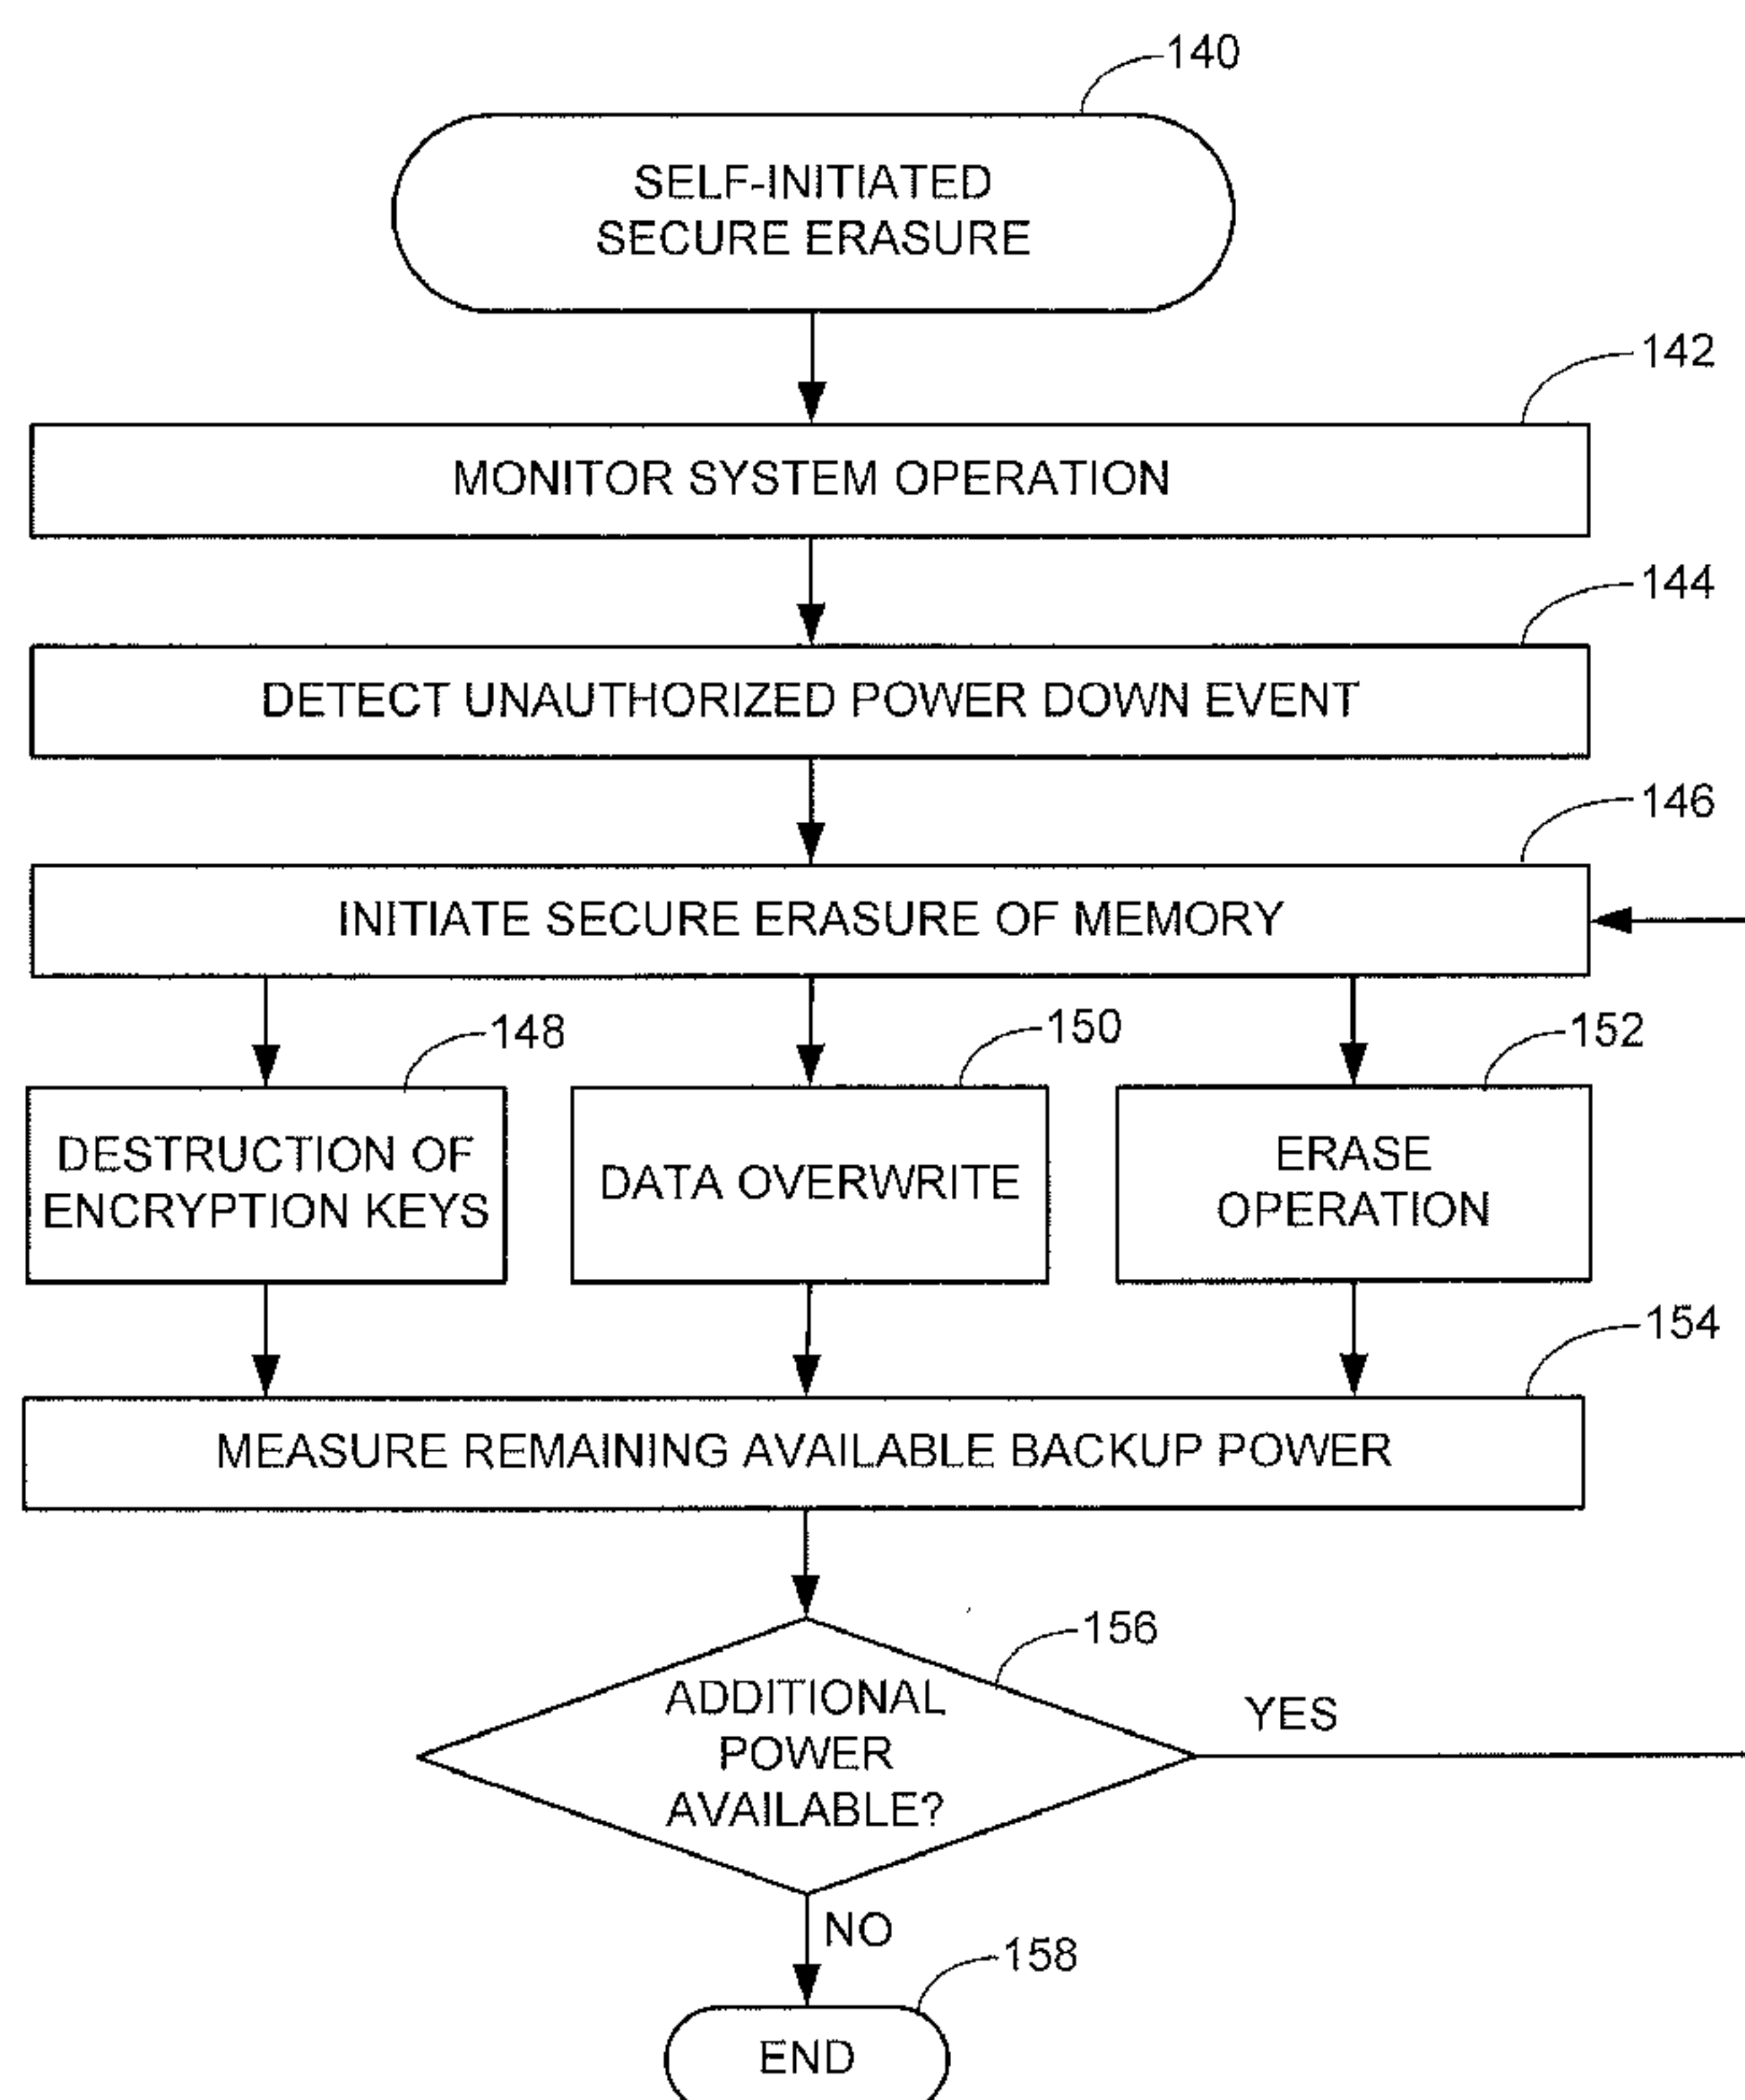 140
SELF-INITIATED
SECURE ERASURE
142
MONITOR SYSTEM OPERATION
144
DETECT UNAUTHORIZED POWER DOWN EVENT
146
INITIATE SECURE ERASURE OF MEMORY
148
150
152
DESTRUCTION OF
ENCRYPTION KEYS
DATA OVERWRITE
ERASE
OPERATION
154
MEASURE REMAINING AVAILABLE BACKUP POWER
156
ADDITIONAL
POWER
AVAILABLE?
YES
NO
158
END